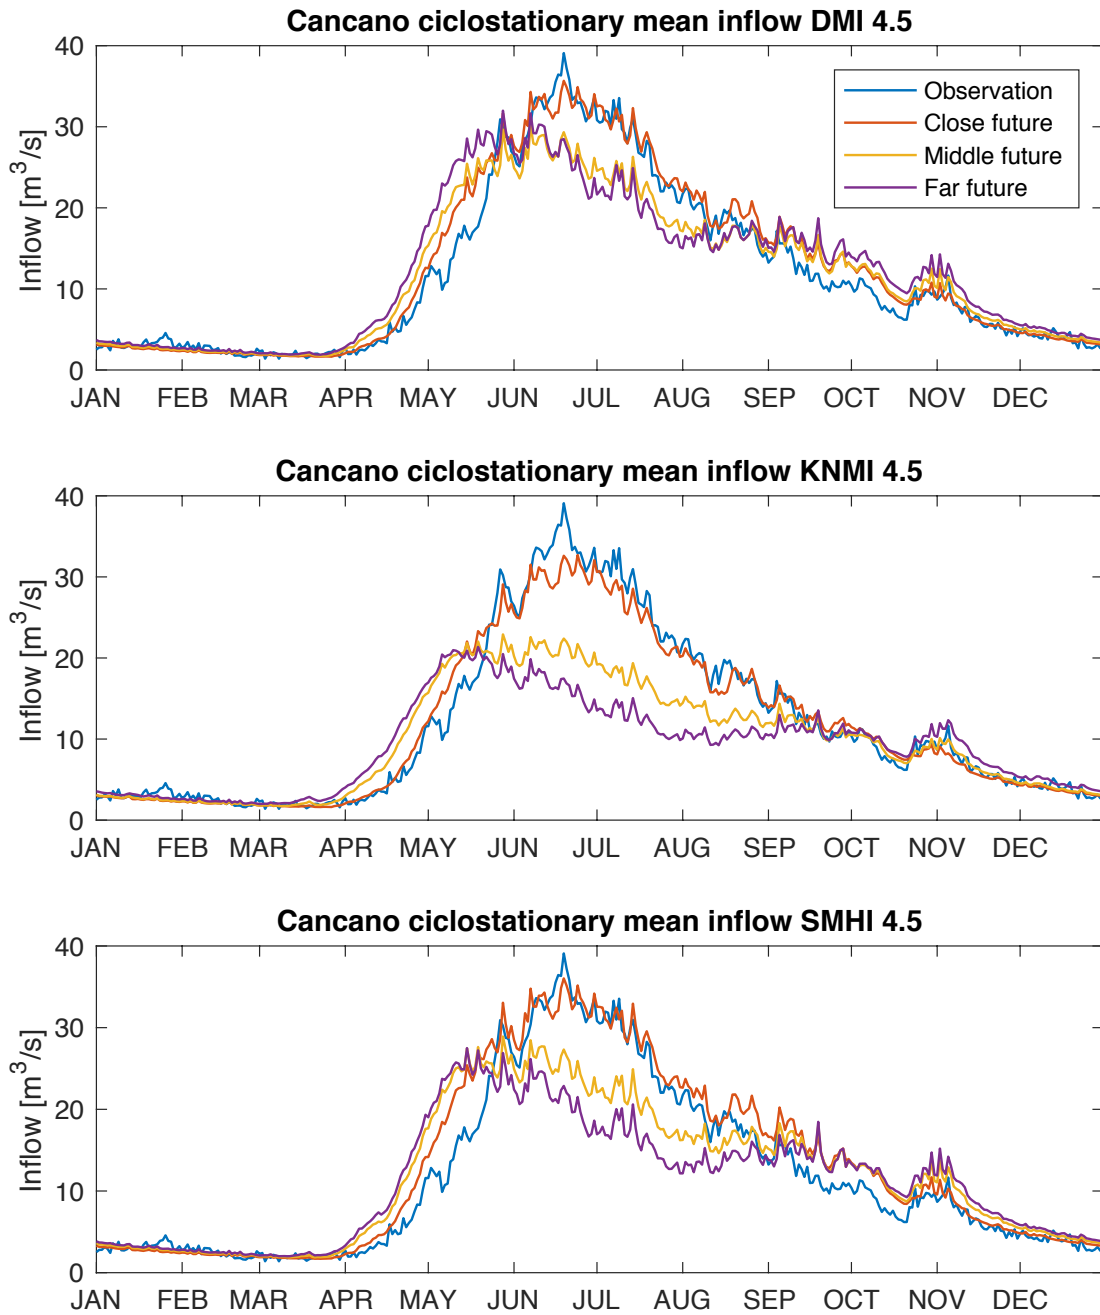 Cancano ciclostationary mean inflow DMI 4.5
Inflow [m³/s]
40
30
20
10
0
Observation
Close future
Middle future
Far future
JAN FEB MAR APR MAY JUN JUL AUG SEP OCT NOV DEC
Cancano ciclostationary mean inflow KNMI 4.5
Inflow [m³/s]
40
30
20
10
0
JAN FEB MAR APR MAY JUN JUL AUG SEP OCT NOV DEC
Cancano ciclostationary mean inflow SMHI 4.5
Inflow [m³/s]
40
30
20
10
0
JAN FEB MAR APR MAY JUN JUL AUG SEP OCT NOV DEC